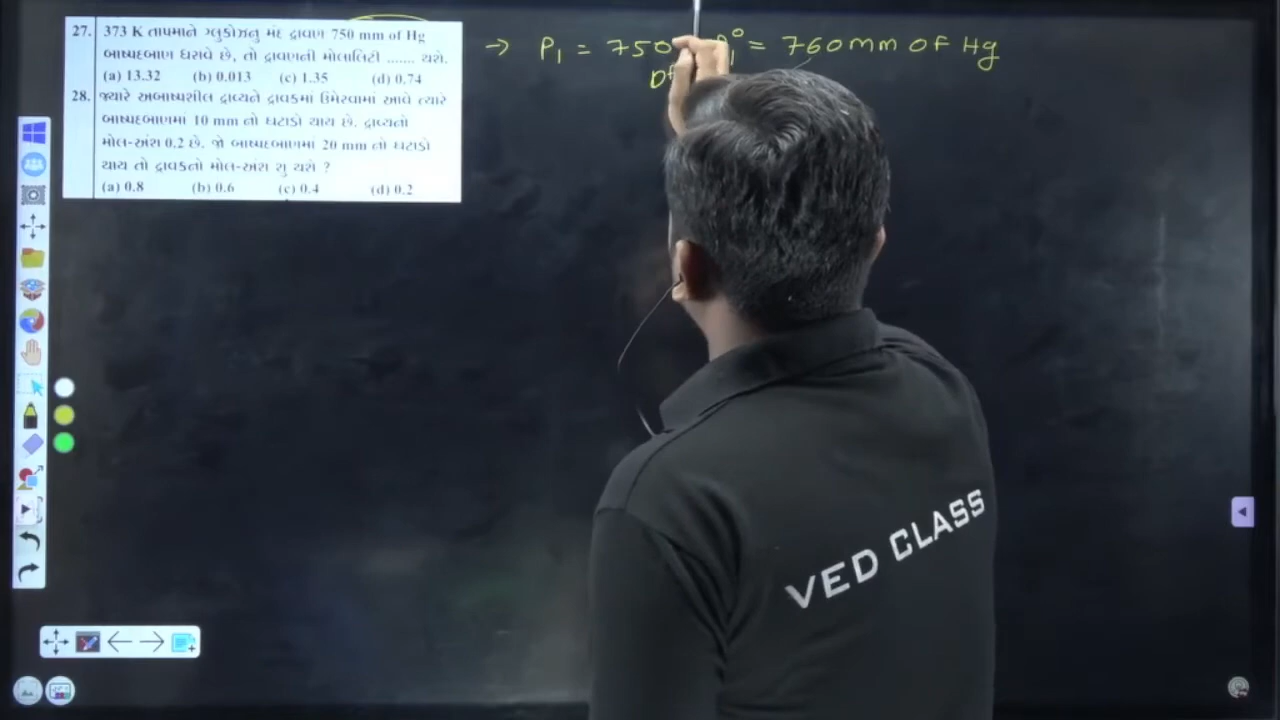 27. 373 K તાપમાને ગ્લુકોઝનુ મંદ દ્રાવણ 750 mm of Hg
બાષ્પદબાણ ધરાવે છે, તો દ્રાવણની મોલાલિટી ....... થશે.
(a) 13.32 (b) 0.013 (c) 1.35 (d) 0.74
28. જ્યારે અબાષ્પશીલ દ્રાવ્યને દ્રાવકમાં ઉમેરવામાં આવે ત્યારે
બાષ્પદબાણમાં 10 mm નો ઘટાડો થાય છે. દ્રાવ્યનો
મોલ-અંશ 0.2 છે. જો બાષ્પદબાણમાં 20 mm નો ઘટાડો
થાય તો દ્રાવકનો મોલ-અંશ શુ થશે ?
(a) 0.8 (b) 0.6 (c) 0.4 (d) 0.2
→ P₁ = 750
P₁° = 760 mm OF Hg
VED CLASS